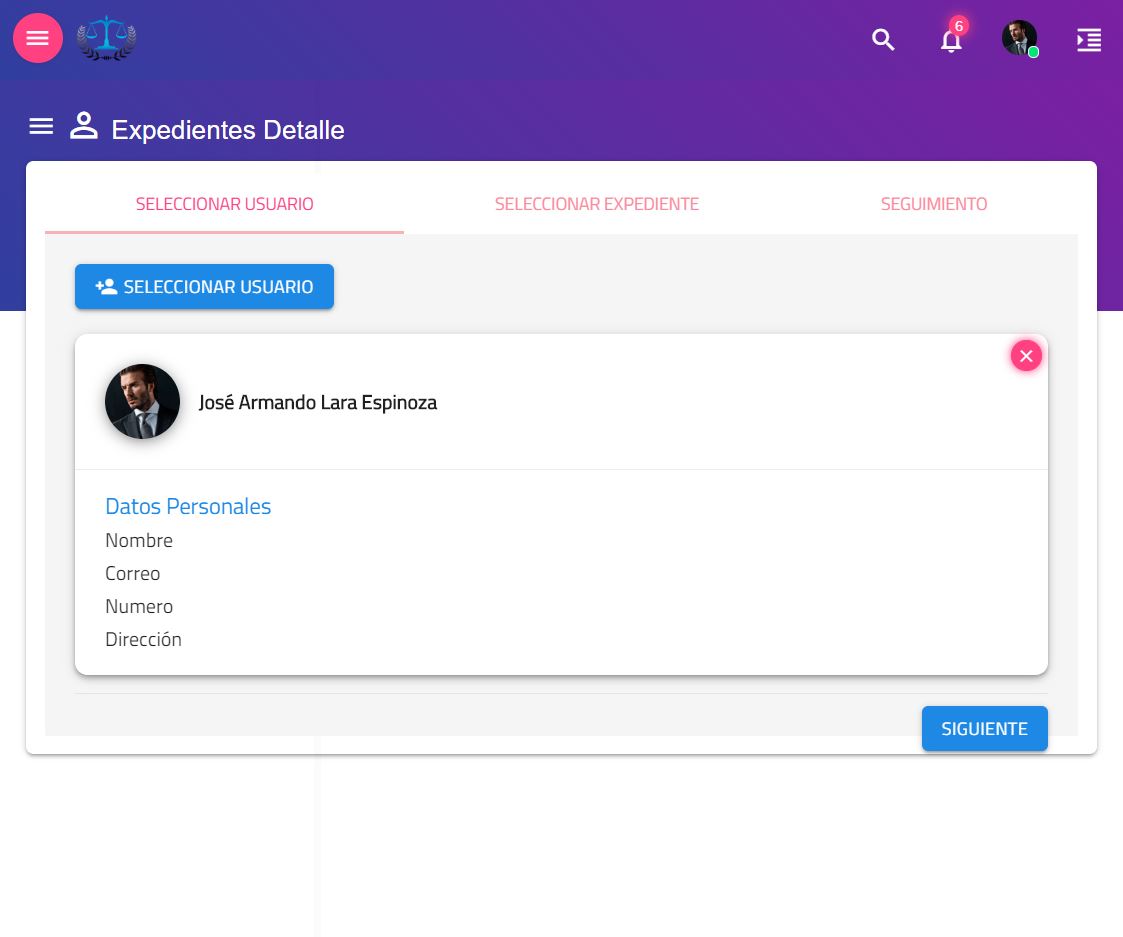 6
Expedientes Detalle
SELECCIONAR USUARIO
SELECCIONAR EXPEDIENTE
SEGUIMIENTO
SELECCIONAR USUARIO
José Armando Lara Espinoza
Datos Personales
Nombre
Correo
Numero
Dirección
SIGUIENTE